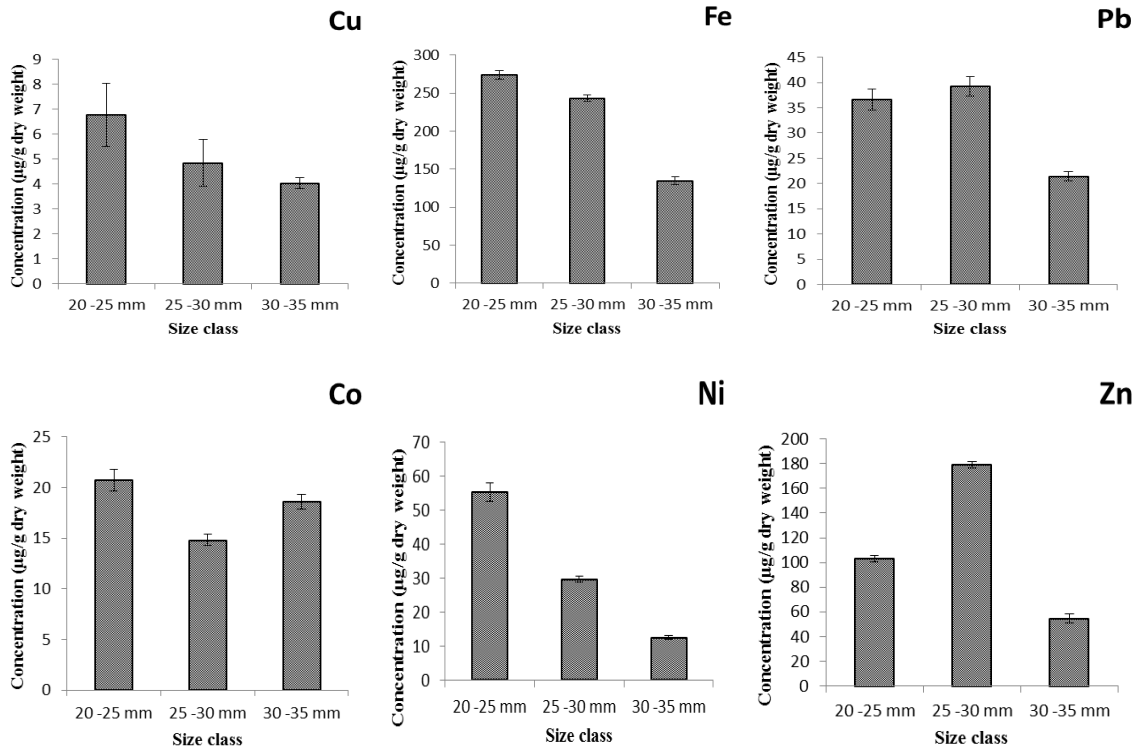 Cu
Concentration (µg/g dry weight)
9
8
7
6
5
4
3
2
1
0
20 -25 mm 25 -30 mm 30 -35 mm
Size class
Fe
Concentration (µg/g dry weight)
300
250
200
150
100
50
0
20 -25 mm 25 -30 mm 30 -35 mm
Size class
Pb
Concentration (µg/g dry weight)
45
40
35
30
25
20
15
10
5
0
20 -25 mm 25 -30 mm 30 -35 mm
Size class
Co
Concentration (µg/g dry weight)
25
20
15
10
5
0
20 -25 mm 25 -30 mm 30 -35 mm
Size class
Ni
Concentration (µg/g dry weight)
70
60
50
40
30
20
10
0
20 -25 mm 25 -30 mm 30 -35 mm
Size class
Zn
Concentration (µg/g dry weight)
200
180
160
140
120
100
80
60
40
20
0
20 -25 mm 25 -30 mm 30 -35 mm
Size class